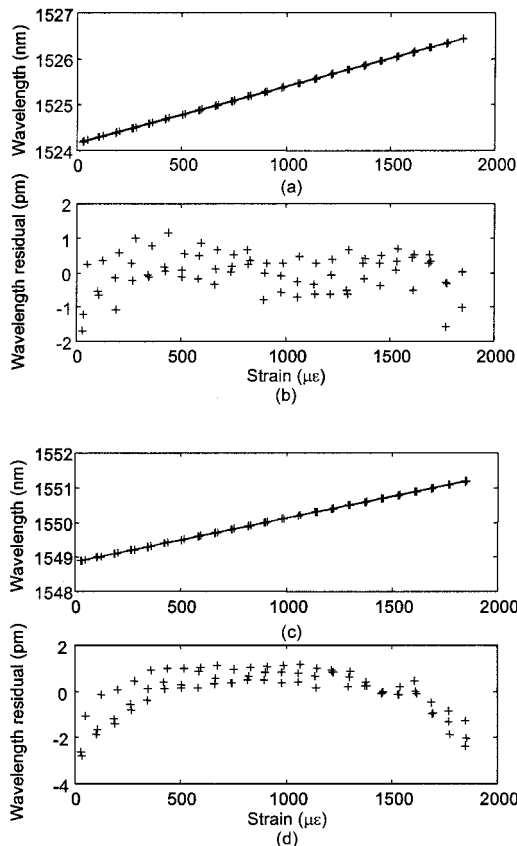 Wavelength (nm)
1527
1526
1525
1524
0 500 1000 1500 2000
(a)
Wavelength residual (pm)
2
1
0
-1
-2
0 500 1000 1500 2000
Strain (με)
(b)
Wavelength (nm)
1552
1551
1550
1549
1548
0 500 1000 1500 2000
(c)
Wavelength residual (pm)
2
0
-2
-4
0 500 1000 1500 2000
Strain (με)
(d)